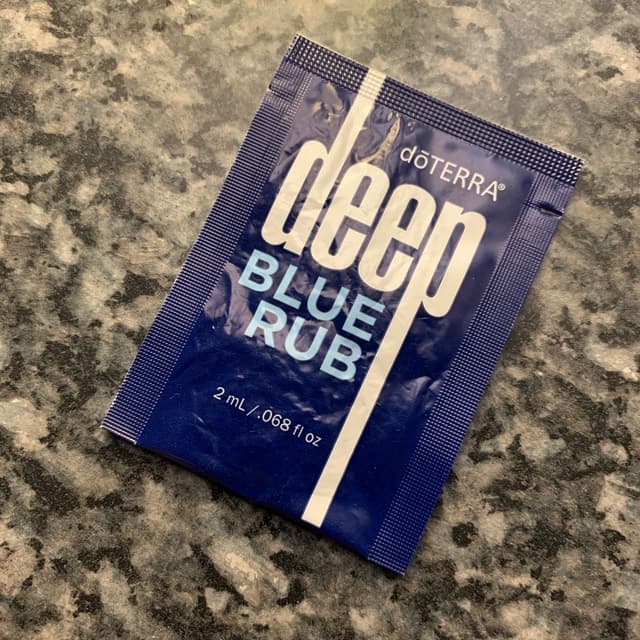 dōTERRA®
deep
BLUE
RUB
2 mL / .068 fl oz